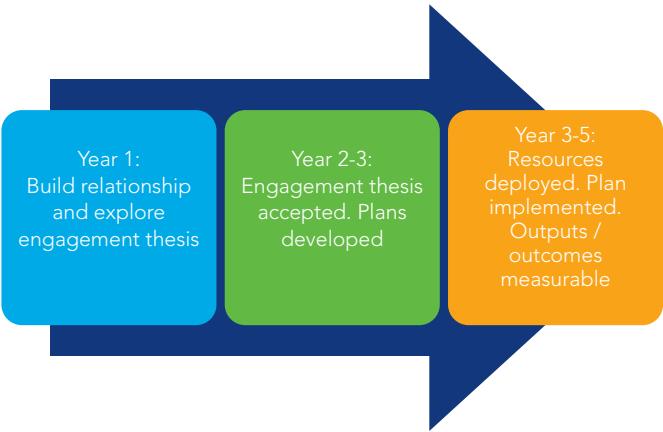 Year 1:
Build relationship
and explore
engagement thesis
Year 2-3:
Engagement thesis
accepted. Plans
developed
Year 3-5:
Resources
deployed. Plan
implemented.
Outputs /
outcomes
measurable